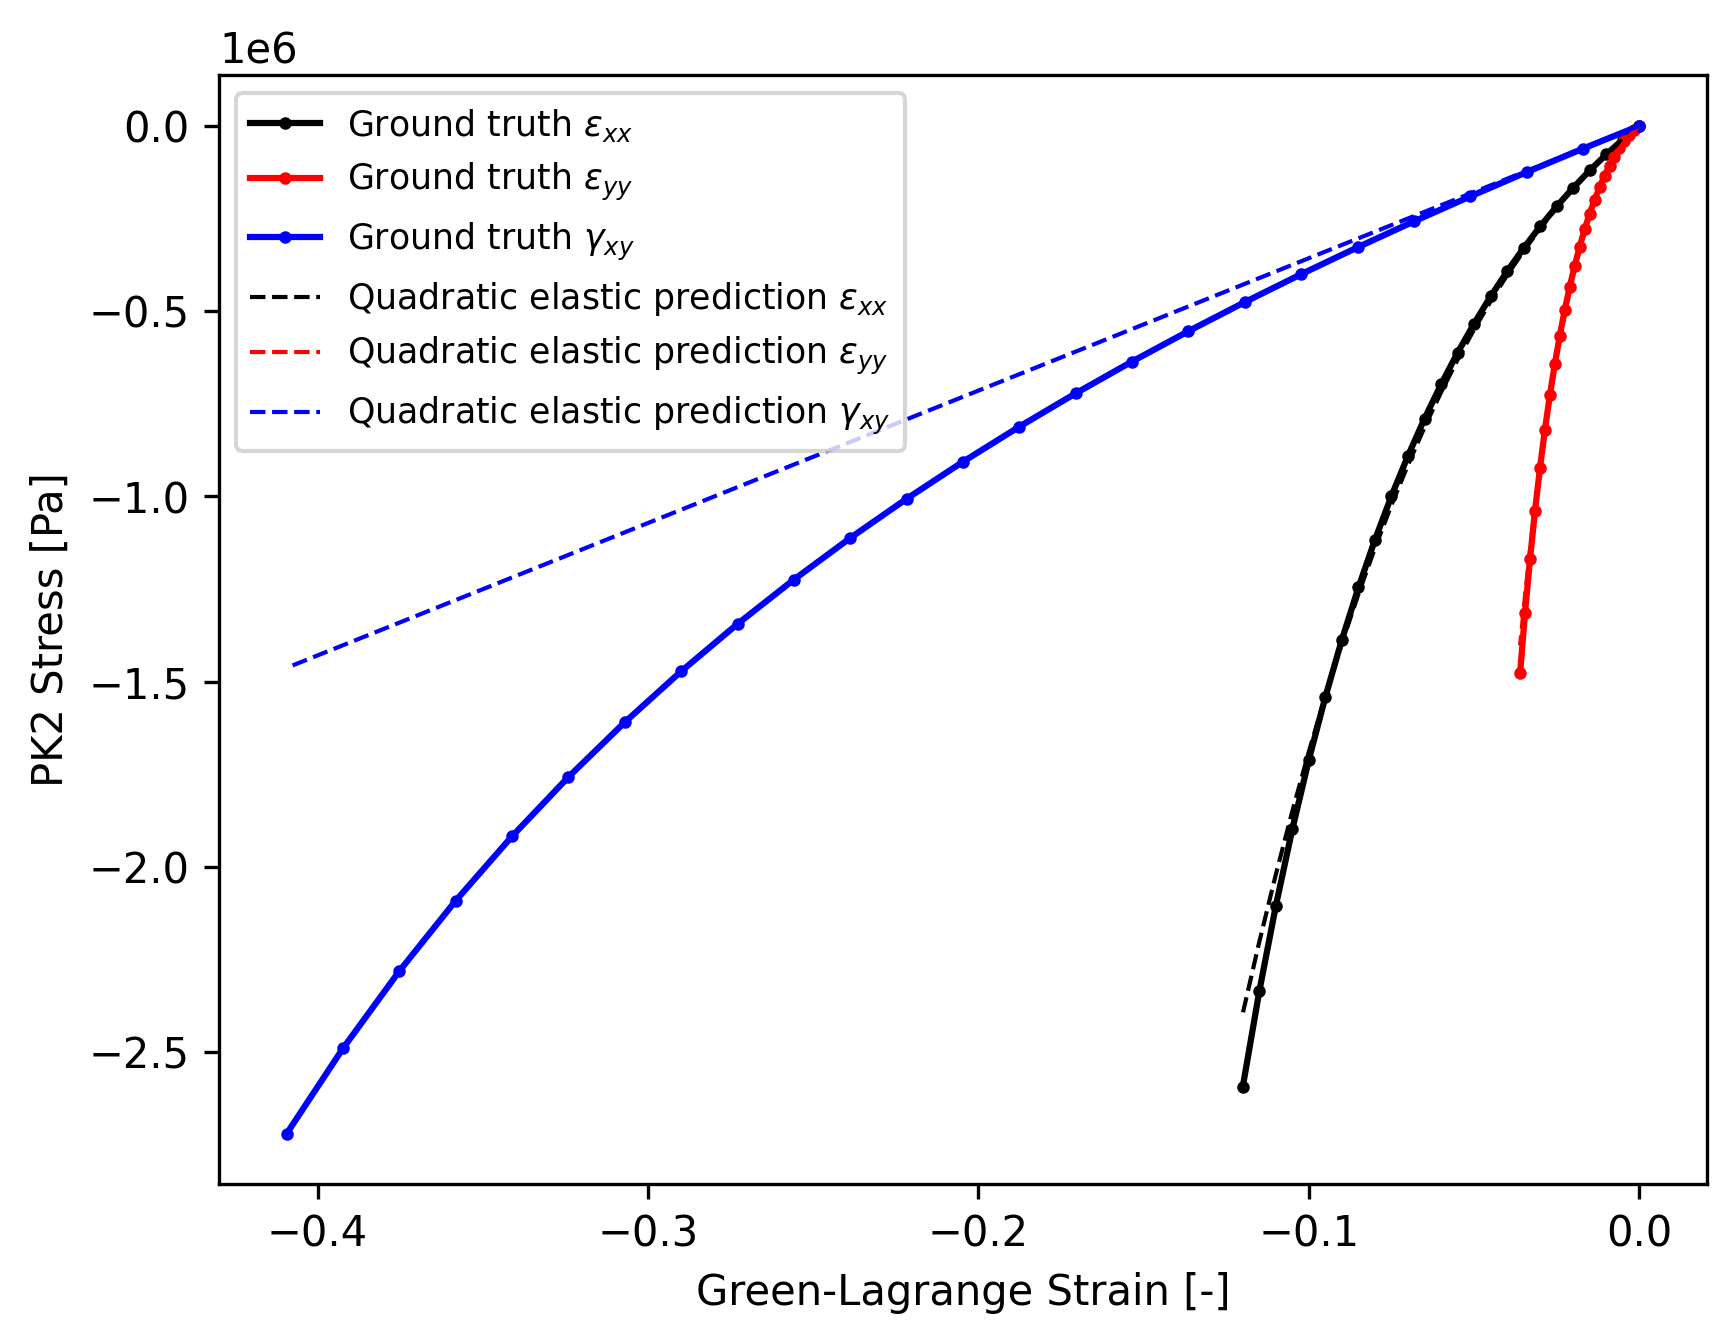 1e6
0.0
−0.5
−1.0
−1.5
−2.0
−2.5
PK2 Stress [Pa]
Ground truth εxx
Ground truth εyy
Ground truth γxy
Quadratic elastic prediction εxx
Quadratic elastic prediction εyy
Quadratic elastic prediction γxy
−0.4 −0.3 −0.2 −0.1 0.0
Green-Lagrange Strain [-]